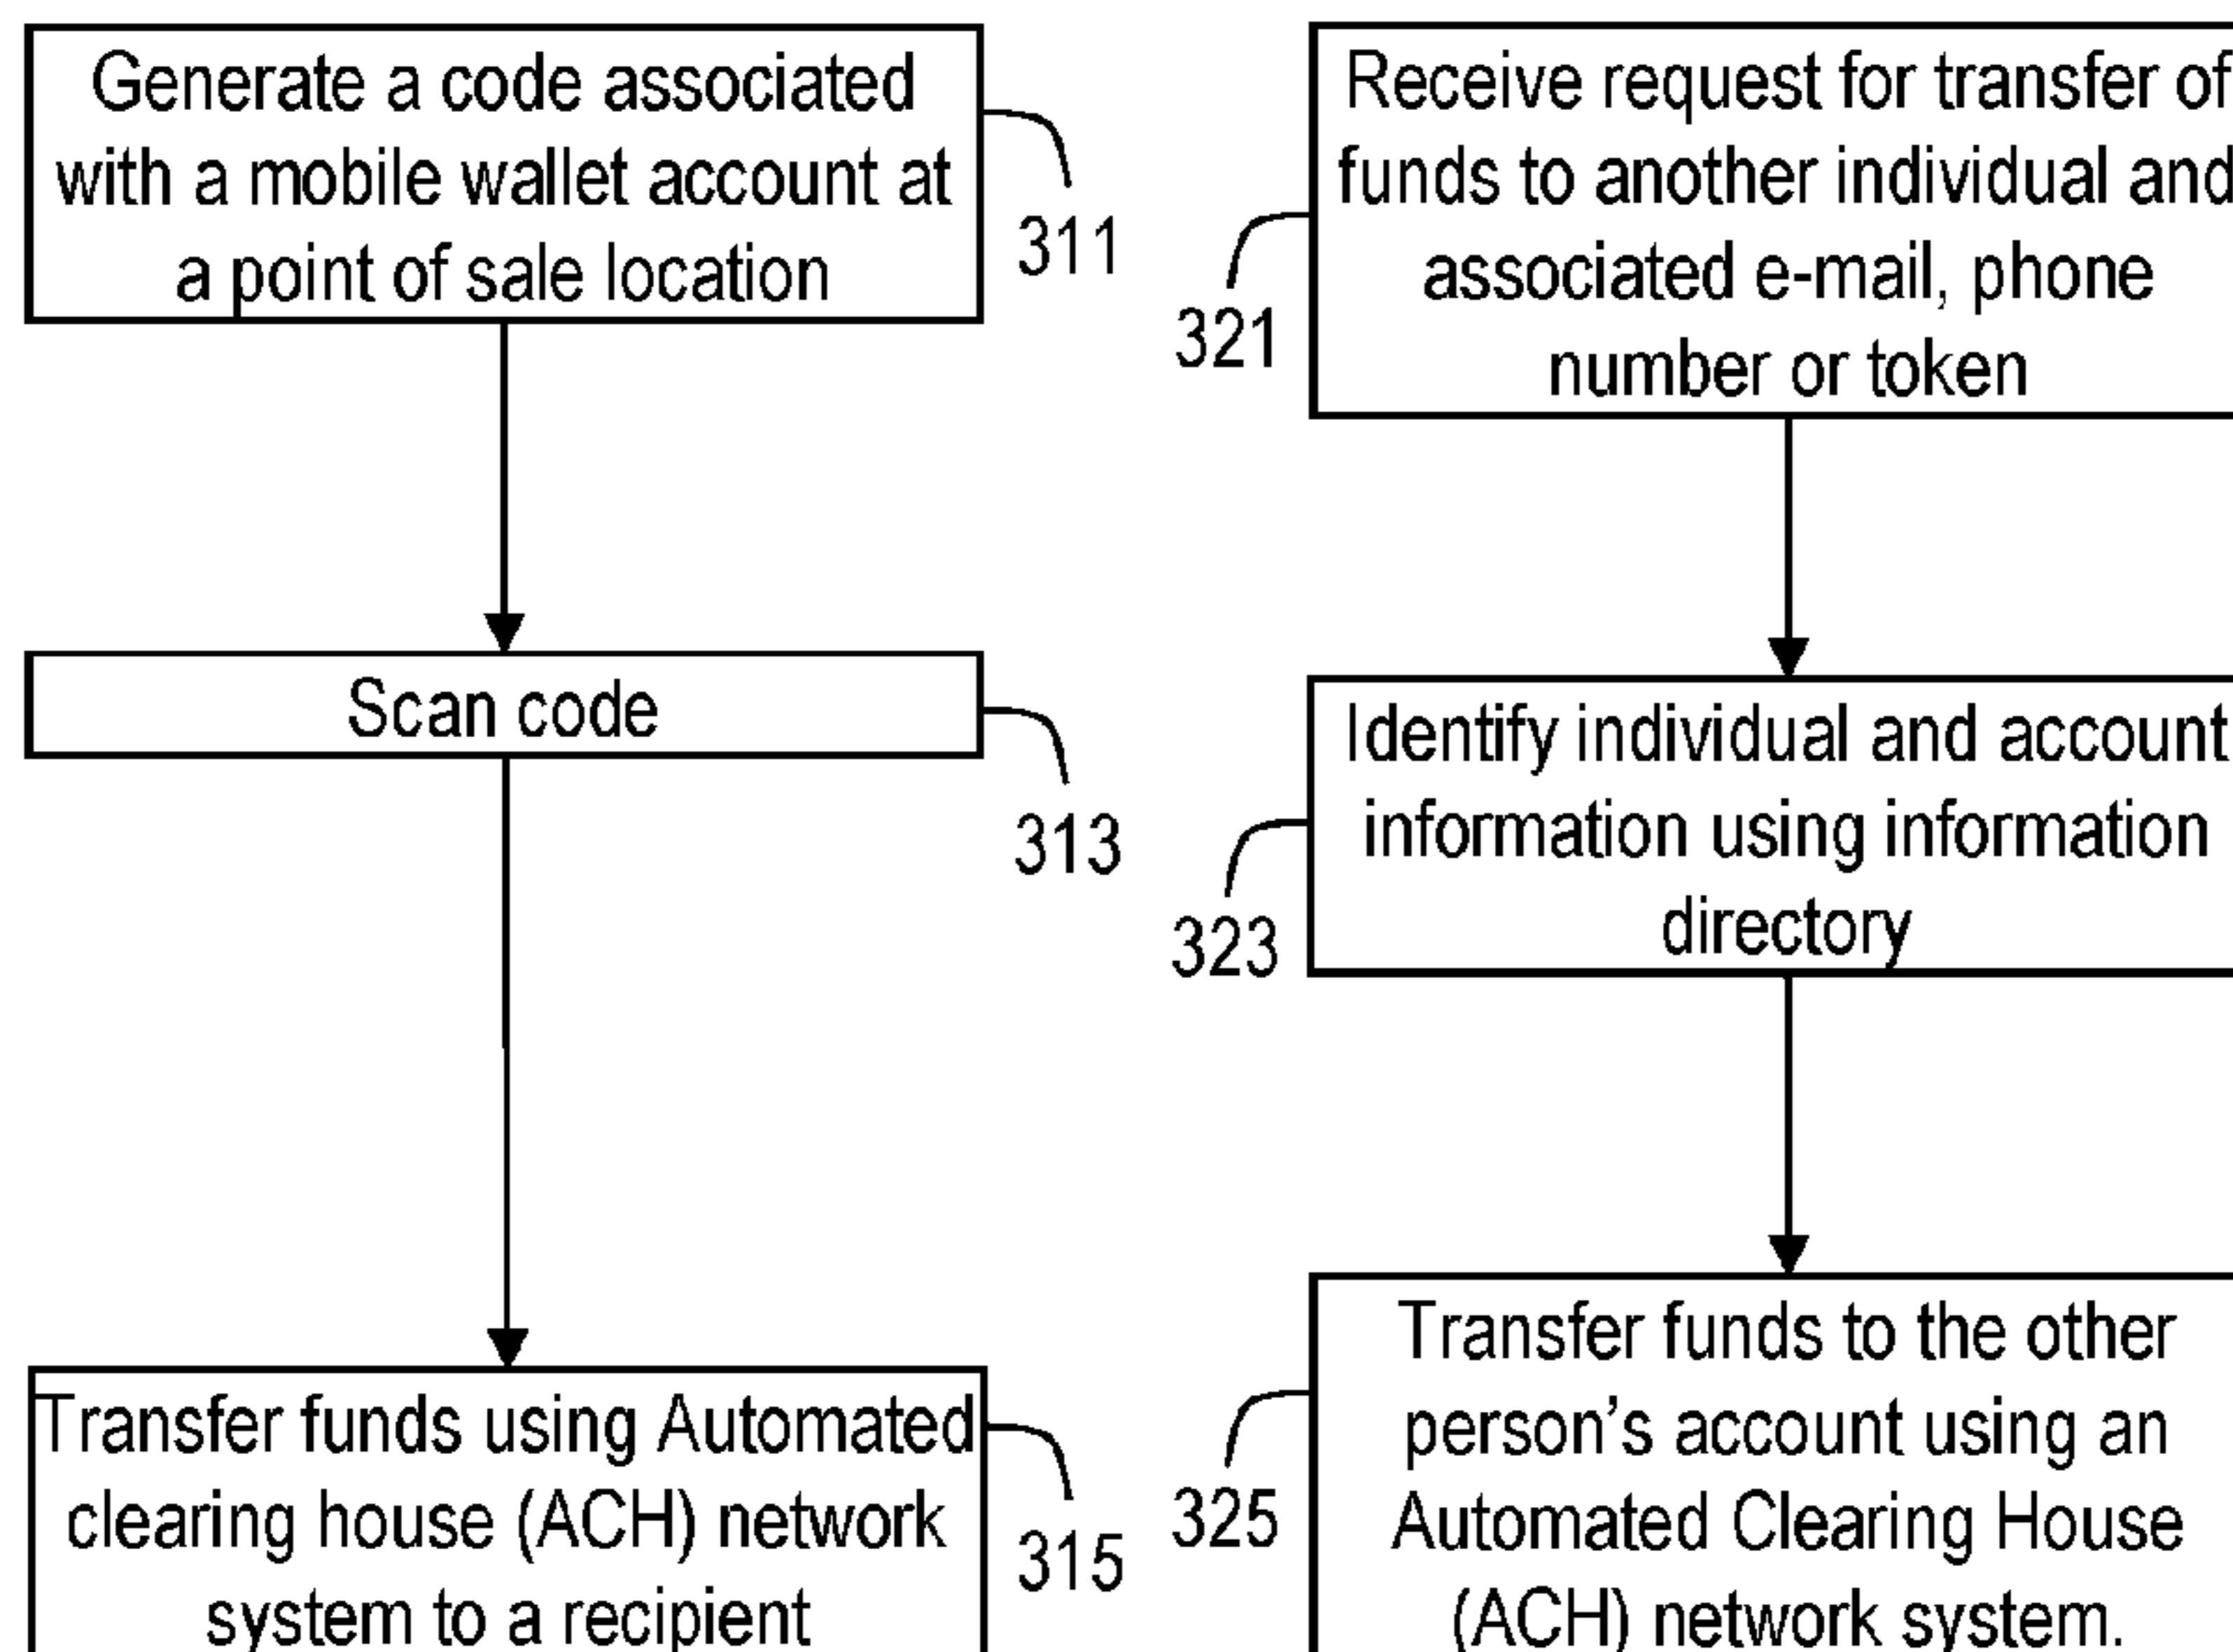 Generate a code associated
with a mobile wallet account at
a point of sale location
311
Scan code
313
Transfer funds using Automated
clearing house (ACH) network
system to a recipient
315
Receive request for transfer of
funds to another individual and
associated e-mail, phone
number or token
321
Identify individual and account
information using information
directory
323
Transfer funds to the other
person's account using an
Automated Clearing House
(ACH) network system.
325